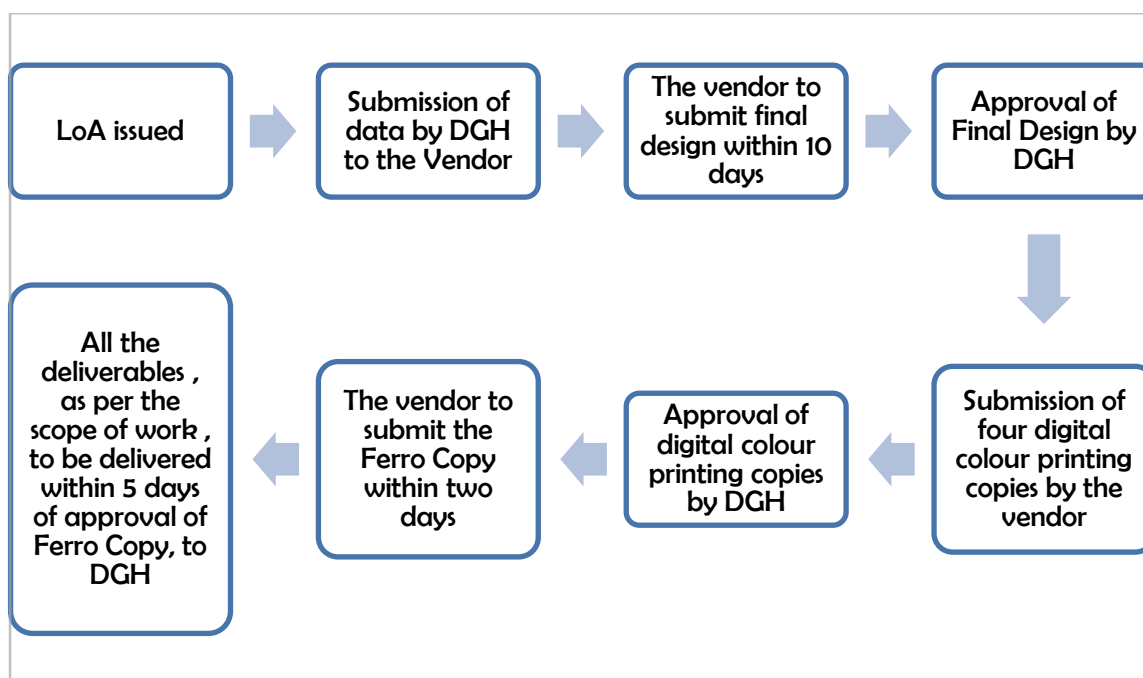 LoA issued
Submission of
data by DGH
to the Vendor
The vendor to
submit final
design within 10
days
Approval of
Final Design by
DGH
Submission of
four digital
colour printing
copies by the
vendor
Approval of
digital colour
printing copies
by DGH
The vendor to
submit the
Ferro Copy
within two
days
All the
deliverables ,
as per the
scope of work ,
to be delivered
within 5 days
of approval of
Ferro Copy, to
DGH